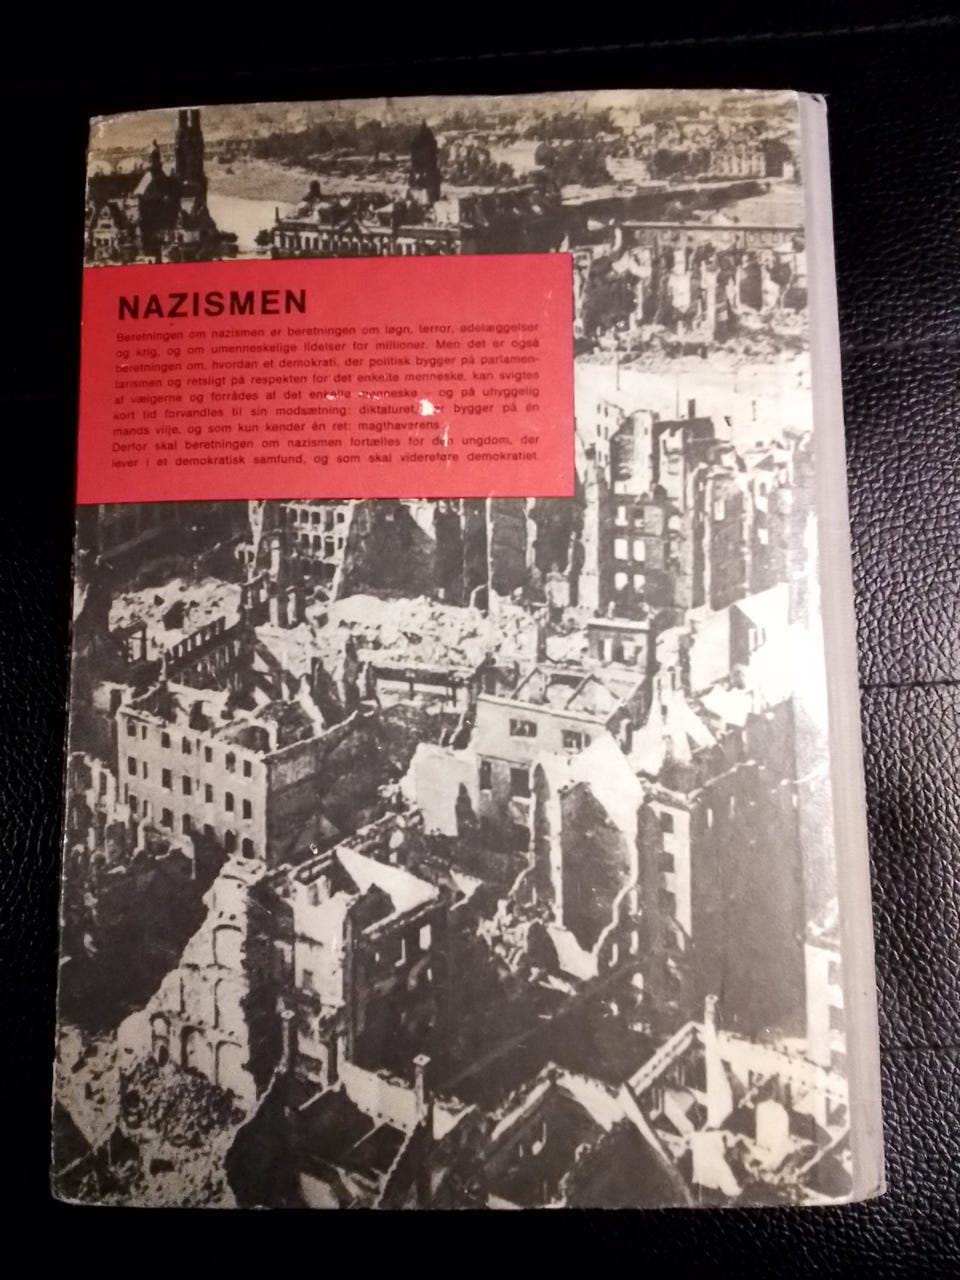 NAZISMEN
Beretningen om nazismen er beretningen om løgn, terror, ødelæggelser
og krig, og om umenneskelige lidelser for millioner. Men det er også
beretningen om, hvordan et demokrati, der politisk bygger på parlamen-
tarismen og retsligt på respekten for det enkelte menneske, kan svigtes
af vælgerne og forrådes af det enkelte menneske – og på uhyggelig
kort tid forvandles til sin modsætning: diktaturet, der bygger på én
mands vilje, og som kun kender én ret: magthaverens.
Derfor skal beretningen om nazismen fortælles for den ungdom, der
lever i et demokratisk samfund, og som skal videreføre demokratiet.